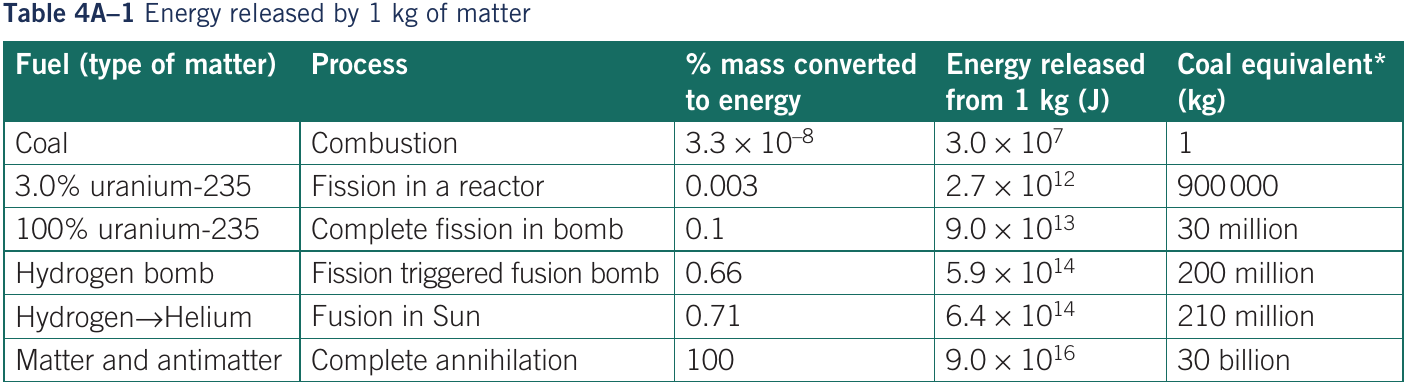 Table 4A–1 Energy released by 1 kg of matter
Fuel (type of matter) Process % mass converted to energy Energy released from 1 kg (J) Coal equivalent* (kg)
Coal Combustion 3.3 × 10⁻⁸ 3.0 × 10⁷ 1
3.0% uranium-235 Fission in a reactor 0.003 2.7 × 10¹² 900 000
100% uranium-235 Complete fission in bomb 0.1 9.0 × 10¹³ 30 million
Hydrogen bomb Fission triggered fusion bomb 0.66 5.9 × 10¹⁴ 200 million
Hydrogen→Helium Fusion in Sun 0.71 6.4 × 10¹⁴ 210 million
Matter and antimatter Complete annihilation 100 9.0 × 10¹⁶ 30 billion